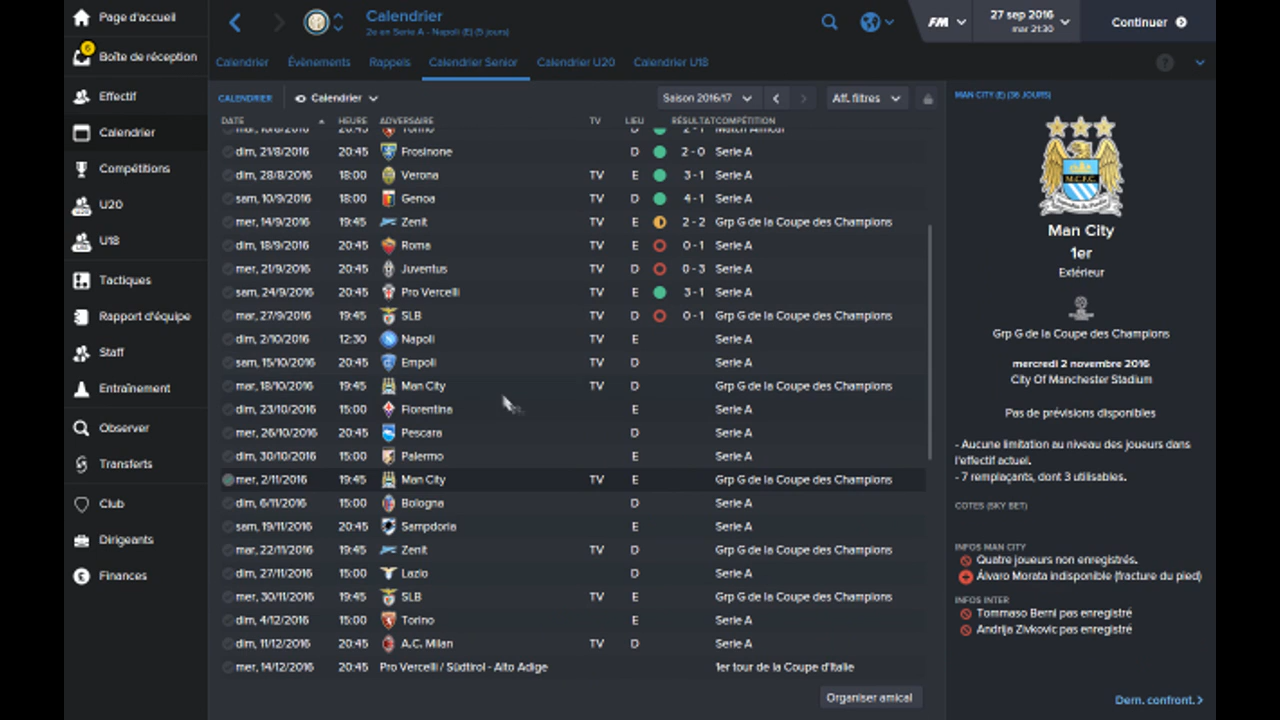 Page d'accueil
Boîte de réception
6
Effectif
Calendrier
Compétitions
U20
U18
Tactiques
Rapport d'équipe
Staff
Entraînement
Observer
Transferts
Club
Dirigeants
Finances
Calendrier
2e en Serie A - Napoli (E) (5 jours)
FM
27 sep 2016
mar 21:30
Continuer
Calendrier Événements Rappels Calendrier Senior Calendrier U20 Calendrier U18
CALENDRIER Calendrier Saison 2016/17 Aff. filtres
DATE HEURE ADVERSAIRE TV LIEU RÉSULTAT COMPÉTITION
mar, 16/8/2016 20:45 Torino D 2-1 Match Amical
dim, 21/8/2016 20:45 Frosinone D 2-0 Serie A
dim, 28/8/2016 18:00 Verona TV E 3-1 Serie A
sam, 10/9/2016 18:00 Genoa TV D 4-1 Serie A
mer, 14/9/2016 19:45 Zenit TV E 2-2 Grp G de la Coupe des Champions
dim, 18/9/2016 20:45 Roma TV E 0-1 Serie A
mer, 21/9/2016 20:45 Juventus TV D 0-3 Serie A
sam, 24/9/2016 20:45 Pro Vercelli TV E 3-1 Serie A
mar, 27/9/2016 19:45 SLB TV D 0-1 Grp G de la Coupe des Champions
dim, 2/10/2016 12:30 Napoli TV E Serie A
sam, 15/10/2016 20:45 Empoli TV D Serie A
mar, 18/10/2016 19:45 Man City TV D Grp G de la Coupe des Champions
dim, 23/10/2016 15:00 Fiorentina E Serie A
mer, 26/10/2016 20:45 Pescara D Serie A
dim, 30/10/2016 15:00 Palermo E Serie A
mer, 2/11/2016 19:45 Man City TV E Grp G de la Coupe des Champions
dim, 6/11/2016 15:00 Bologna D Serie A
sam, 19/11/2016 20:45 Sampdoria E Serie A
mar, 22/11/2016 19:45 Zenit TV D Grp G de la Coupe des Champions
dim, 27/11/2016 15:00 Lazio D Serie A
mer, 30/11/2016 19:45 SLB TV E Grp G de la Coupe des Champions
dim, 4/12/2016 15:00 Torino E Serie A
dim, 11/12/2016 20:45 A.C. Milan TV D Serie A
mer, 14/12/2016 20:45 Pro Vercelli / Südtirol - Alto Adige 1er tour de la Coupe d'Italie
Organiser amical
MAN CITY (E) (36 JOURS)
M.C.F.C.
Man City
1er
Extérieur
Grp G de la Coupe des Champions
mercredi 2 novembre 2016
City Of Manchester Stadium
Pas de prévisions disponibles
- Aucune limitation au niveau des joueurs dans
l'effectif actuel.
- 7 remplaçants, dont 3 utilisables.
COTES (SKY BET)
INFOS MAN CITY
Quatre joueurs non enregistrés.
Álvaro Morata indisponible (fracture du pied)
INFOS INTER
Tommaso Berni pas enregistré
Andrija Zivkovic pas enregistré
Dern. confront. >